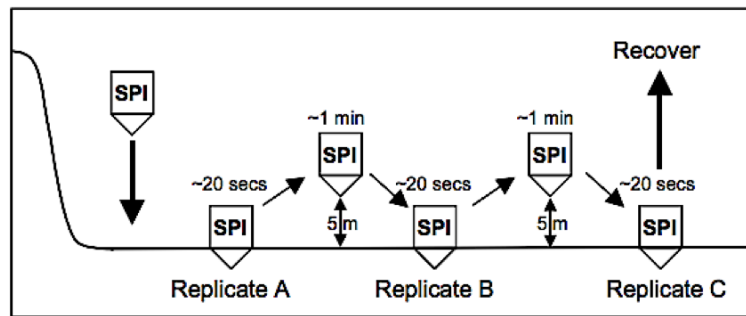 Recover
SPI
~1 min
~1 min
SPI
SPI
~20 secs
~20 secs
~20 secs
SPI
5 m
SPI
5 m
SPI
Replicate A
Replicate B
Replicate C